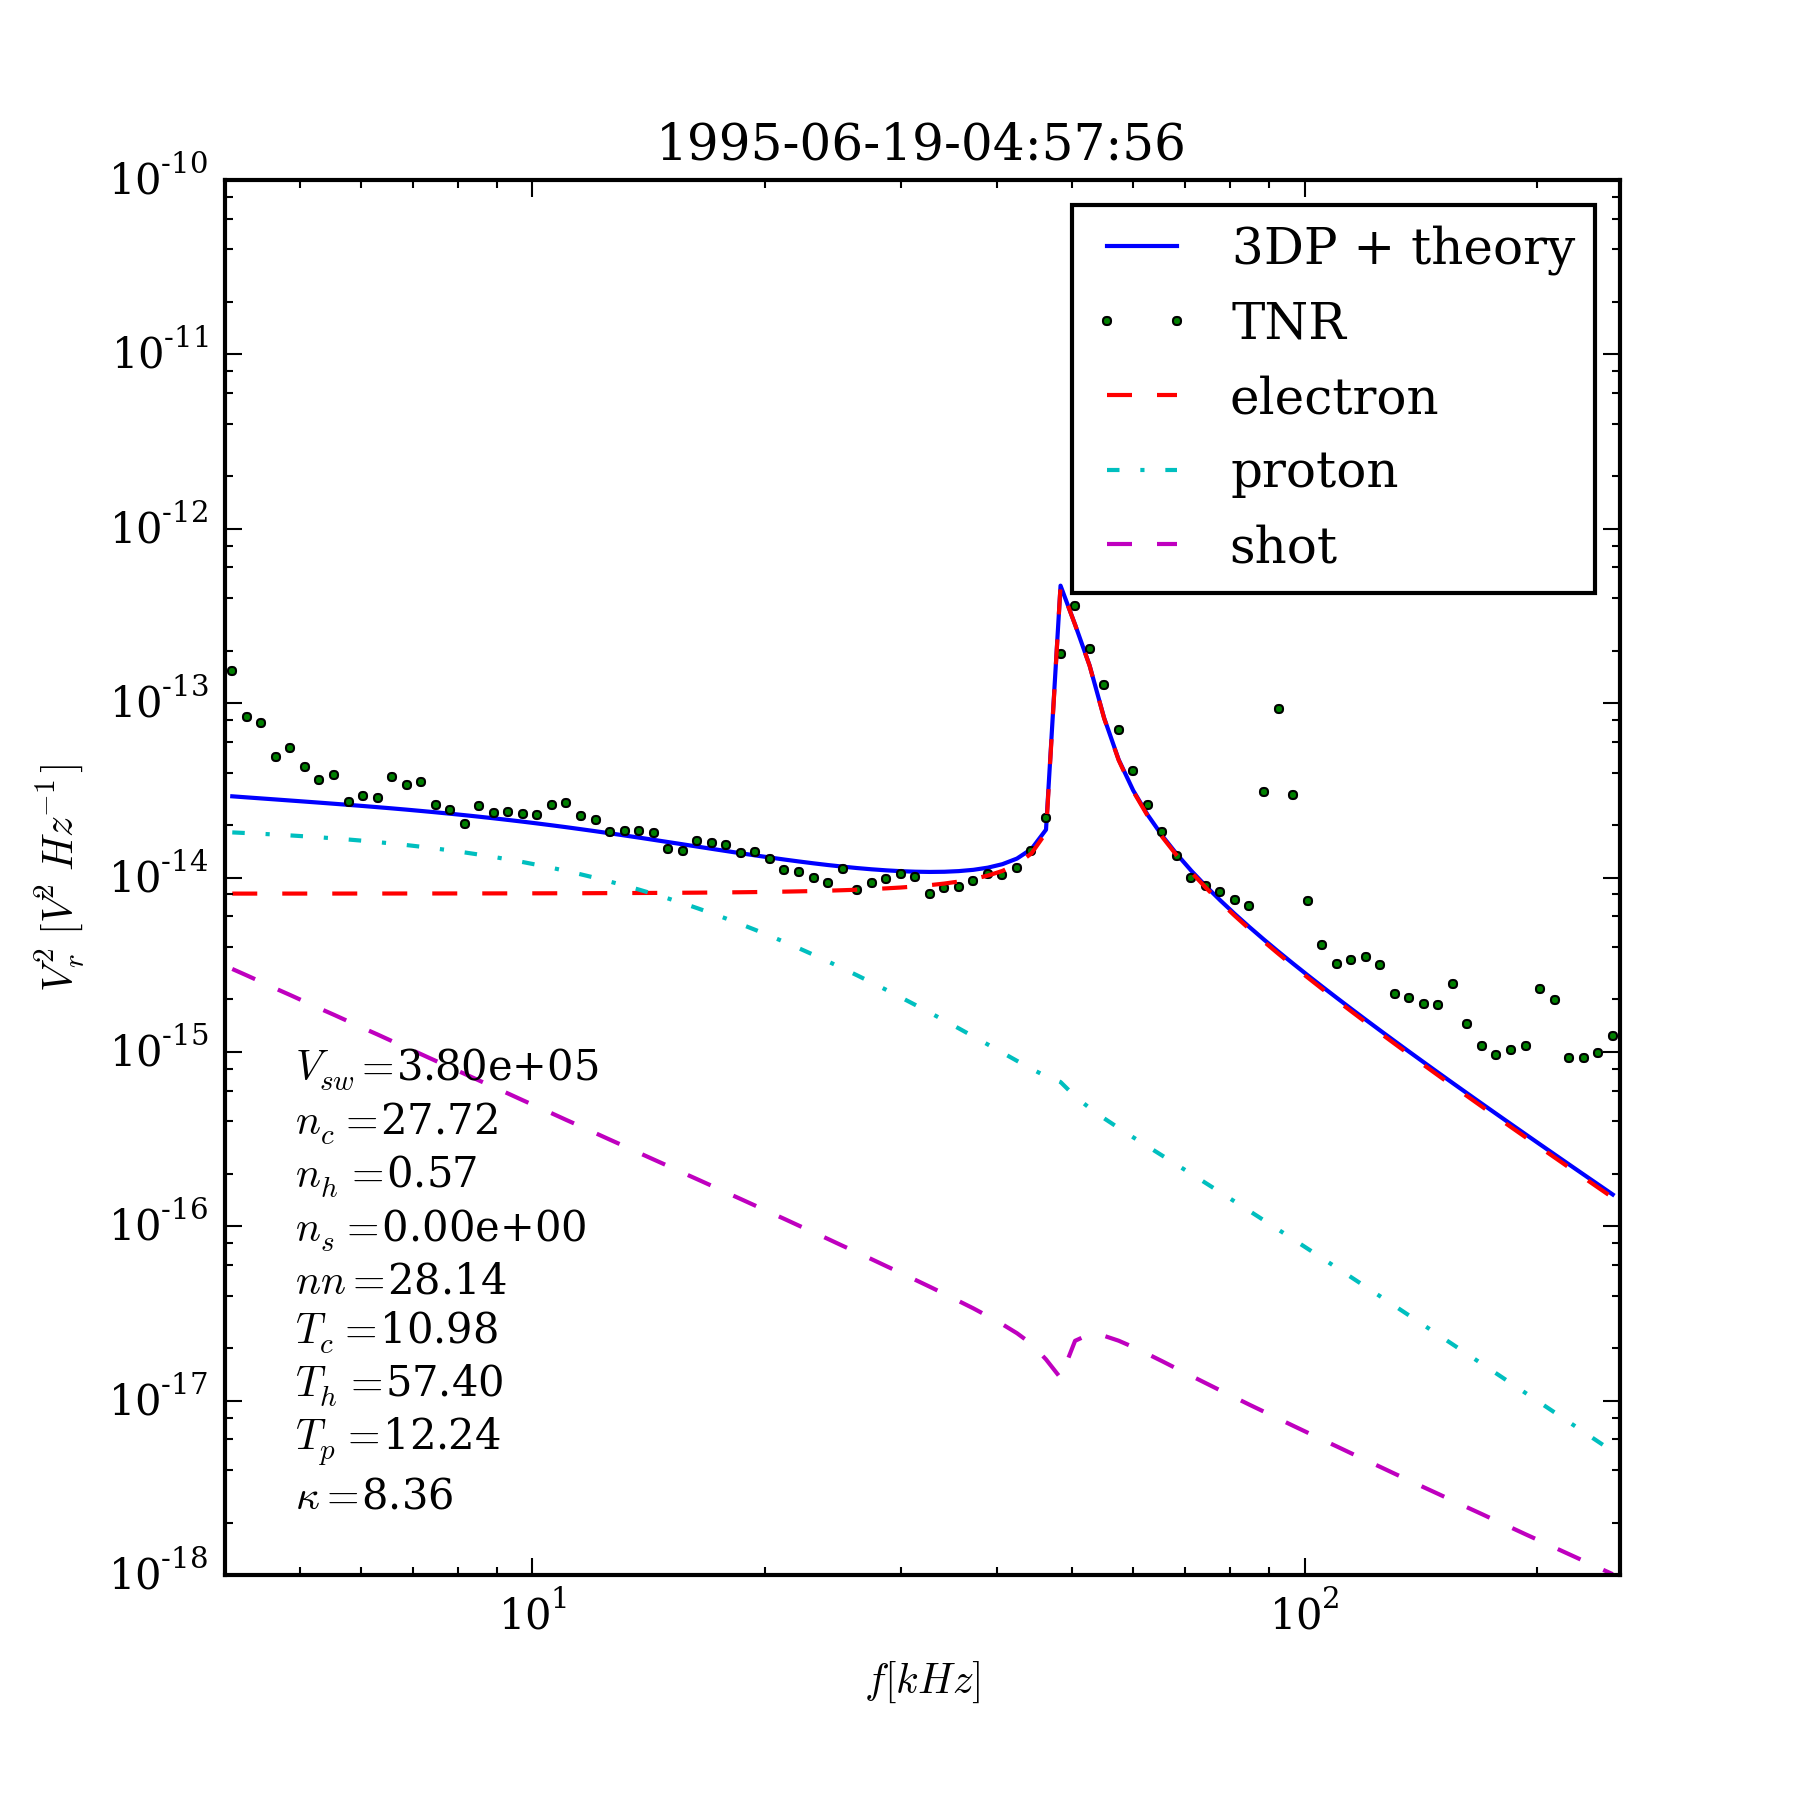 1995-06-19-04:57:56
10^-10
10^-11
10^-12
10^-13
10^-14
10^-15
10^-16
10^-17
10^-18
V_r^2 [V^2 Hz^-1]
3DP + theory
TNR
electron
proton
shot
V_sw =3.80e+05
n_c =27.72
n_h =0.57
n_s =0.00e+00
nn =28.14
T_c =10.98
T_h =57.40
T_p =12.24
κ =8.36
10^1 10^2
f[kHz]